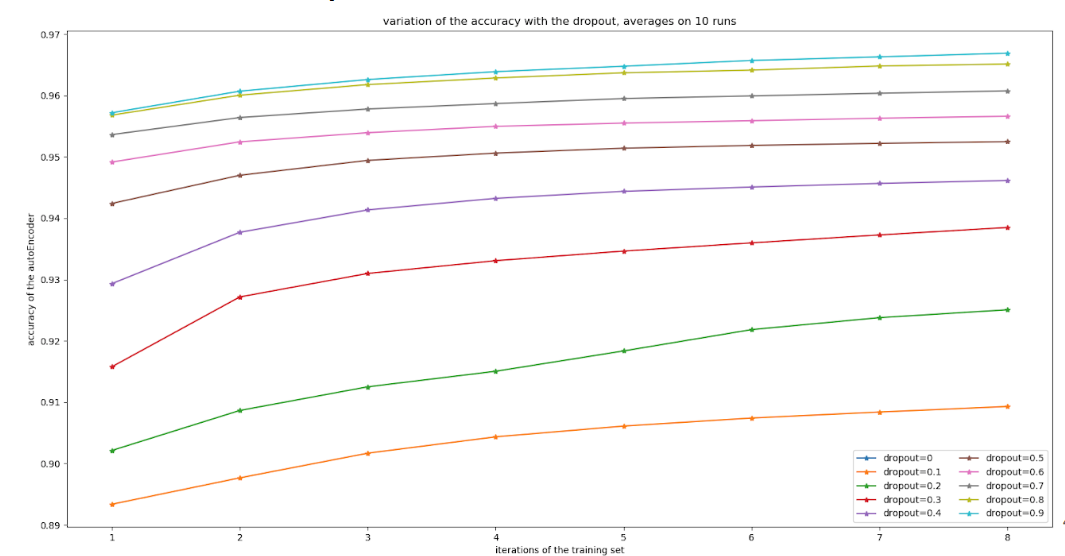 variation of the accuracy with the dropout, averages on 10 runs
accuracy of the autoEncoder
0.97
0.96
0.95
0.94
0.93
0.92
0.91
0.90
0.89
dropout=0
dropout=0.1
dropout=0.2
dropout=0.3
dropout=0.4
dropout=0.5
dropout=0.6
dropout=0.7
dropout=0.8
dropout=0.9
1 2 3 4 5 6 7 8
iterations of the training set